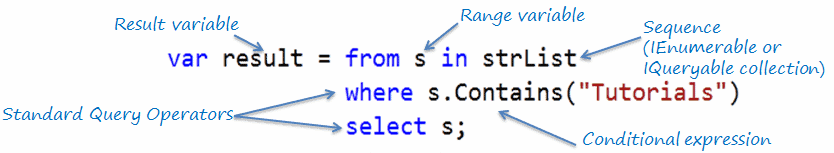 Result variable
Range variable
Sequence
(IEnumerable or
IQueryable collection)
var result = from s in strList
where s.Contains("Tutorials")
Standard Query Operators
select s;
Conditional expression